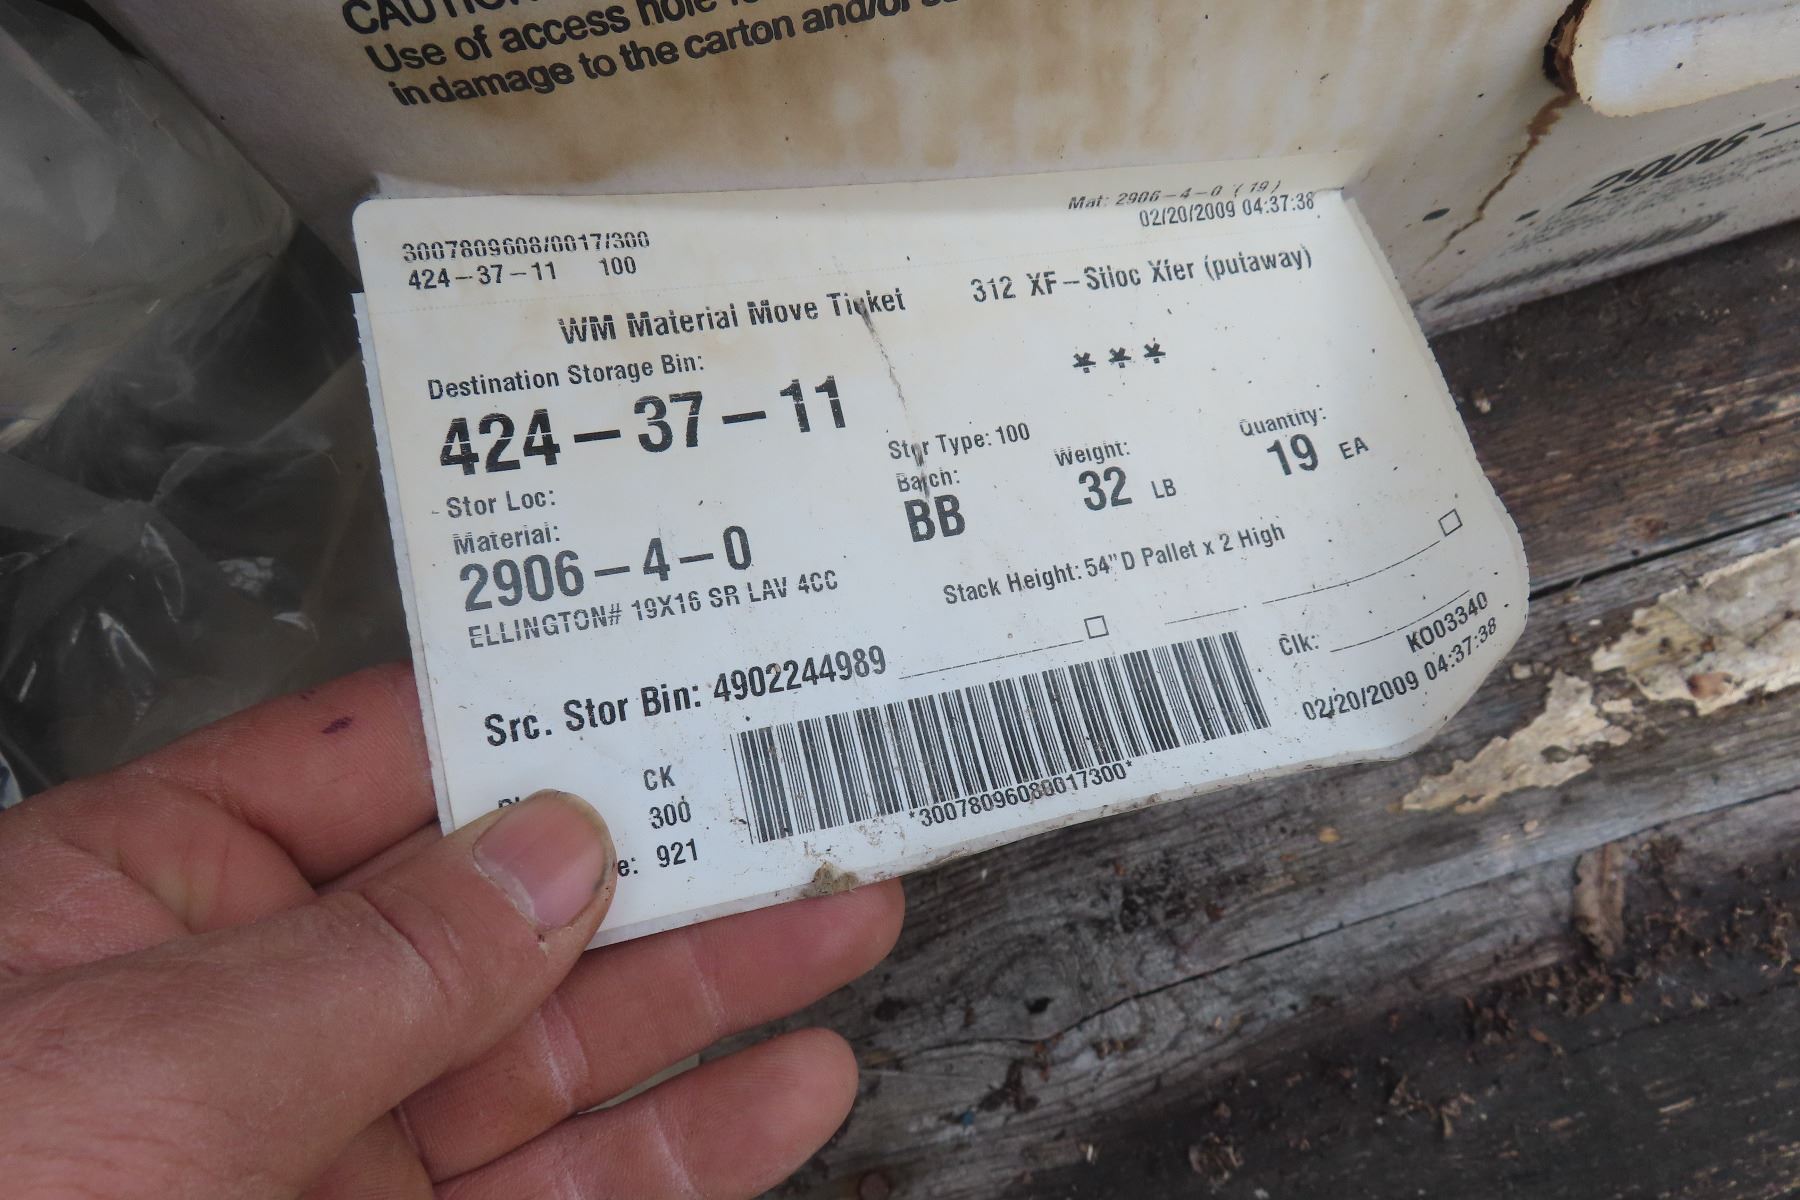 CAUTION
Use of access hole
in damage to the carton and/or
2906 –
Mat: 2906–4–0 (19)
3007809608/0017/300
02/20/2009 04:37:38
424–37–11 100
WM Material Move Ticket
312 XF–Stloc Xfer (putaway)
Destination Storage Bin:
***
424–37–11
Stor Type: 100
Stor Loc:
Batch:
Weight:
Quantity:
BB
32 LB
19 EA
Material:
2906–4–0
ELLINGTON# 19X16 SR LAV 4CC
Stack Height: 54" D Pallet x 2 High
Src. Stor Bin: 4902244989
Clk:
KO03340
02/20/2009 04:37:38
CK
300
e: 921
*30078096080017300*